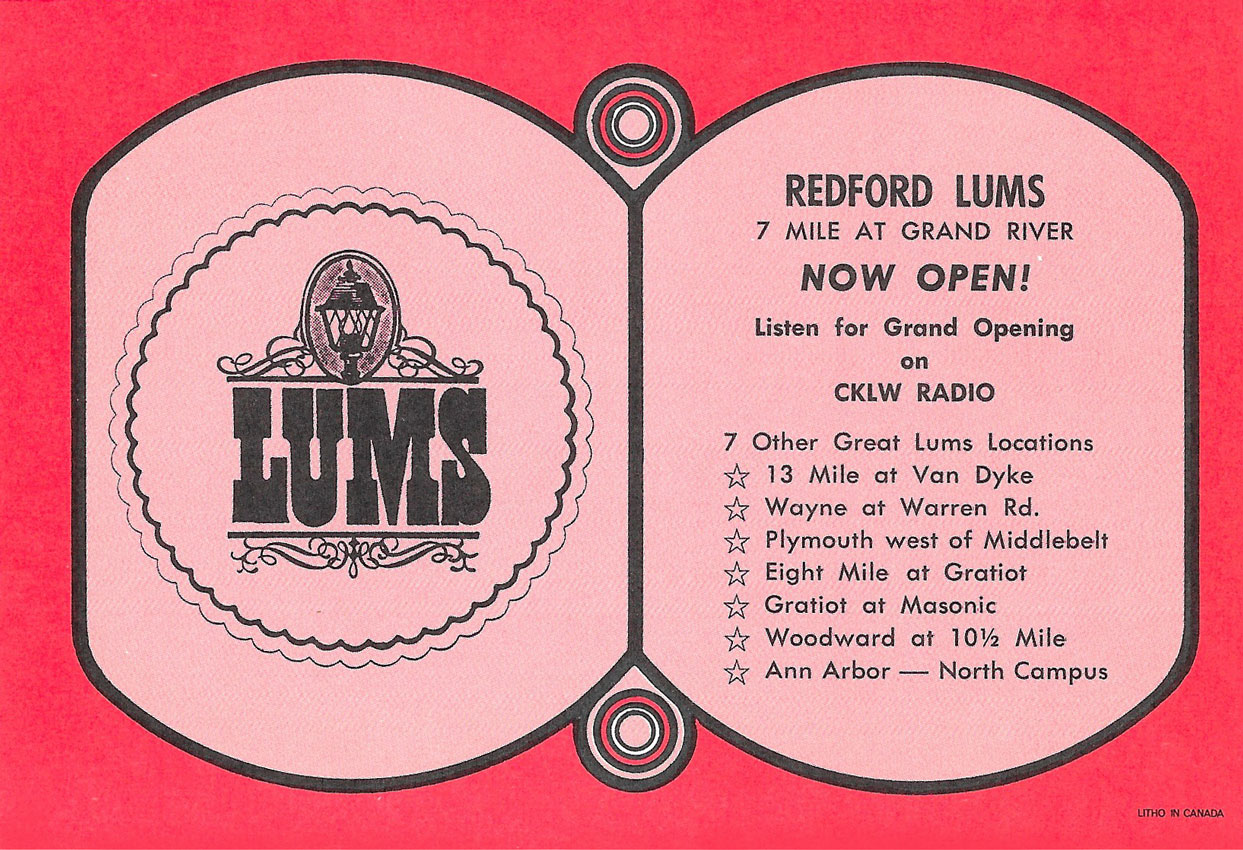 LUMS
REDFORD LUMS
7 MILE AT GRAND RIVER
NOW OPEN!
Listen for Grand Opening
on
CKLW RADIO
7 Other Great Lums Locations
☆ 13 Mile at Van Dyke
☆ Wayne at Warren Rd.
☆ Plymouth west of Middlebelt
☆ Eight Mile at Gratiot
☆ Gratiot at Masonic
☆ Woodward at 10½ Mile
☆ Ann Arbor — North Campus
LITHO IN CANADA